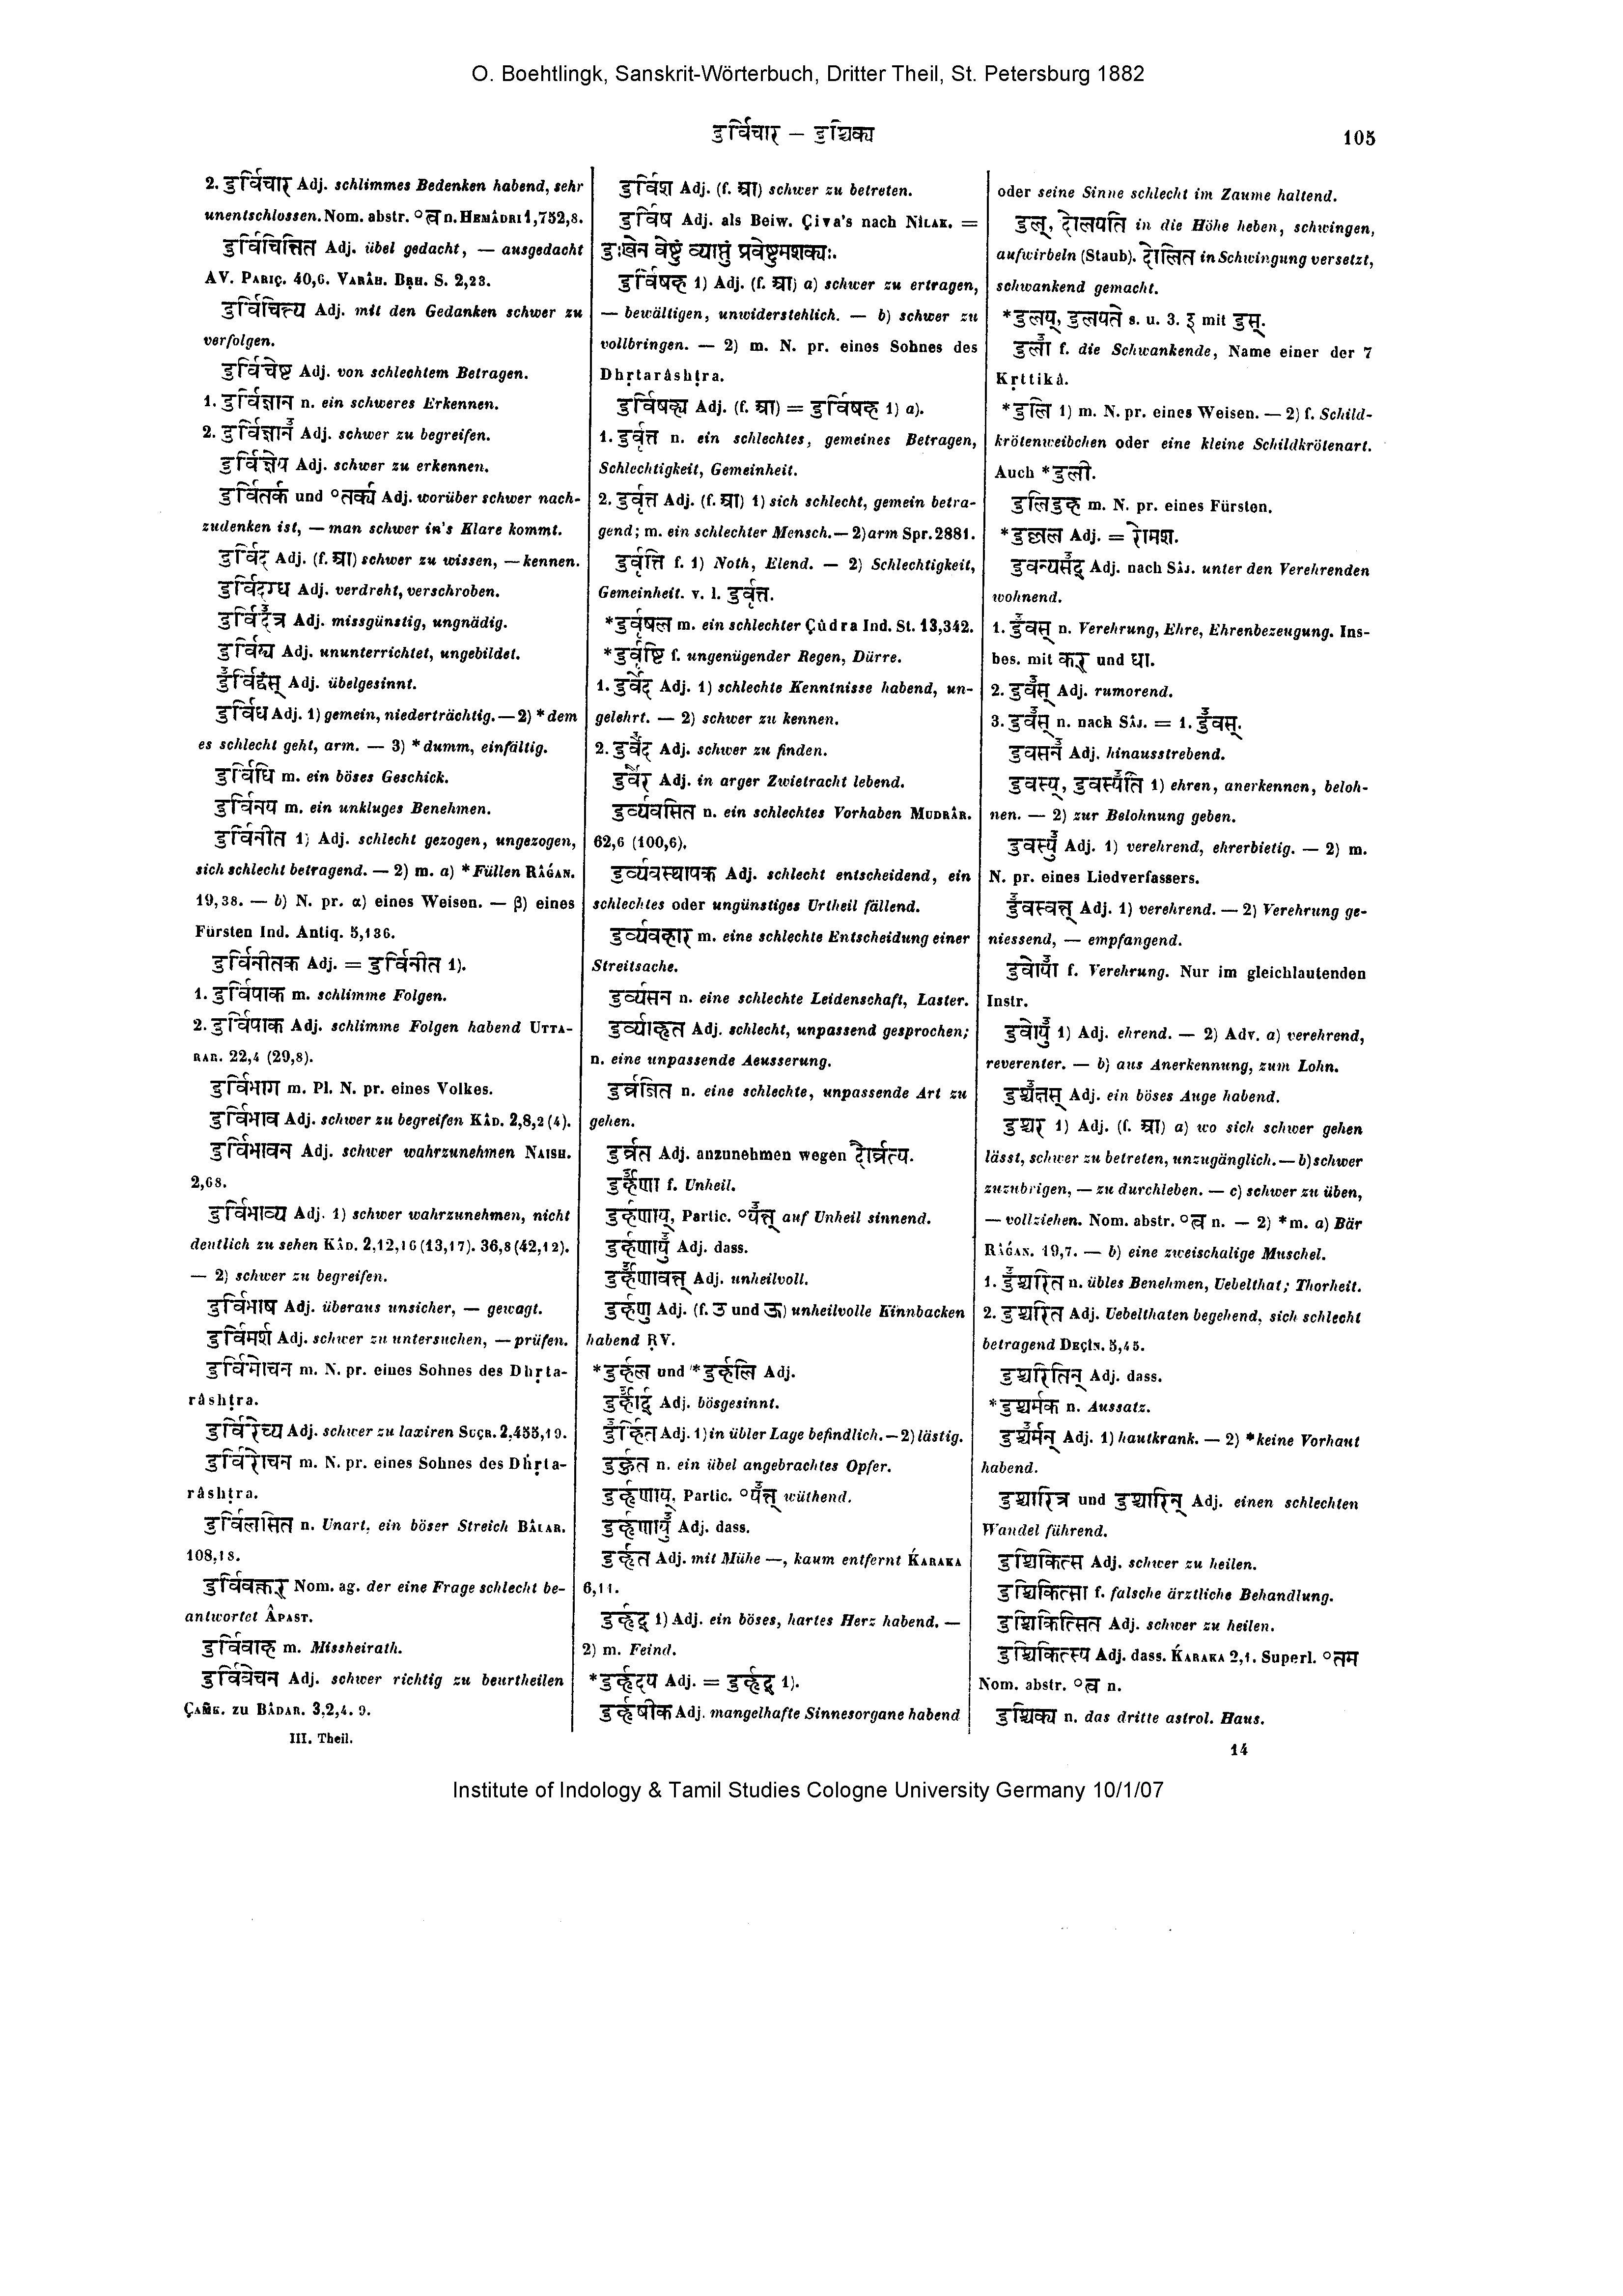 O. Boehtlingk, Sanskrit-Wörterbuch, Dritter Theil, St. Petersburg 1882
दुर्विचार — दुश्चिक्य
105
2. दुर्विचार Adj. schlimmes Bedenken habend, sehr
unentschlossen. Nom. abstr. °त्व n. HEMÂDRI 1,752,8.
दुर्विचिन्तित Adj. übel gedacht, — ausgedacht
AV. PARIÇ. 40,6. VARÂH. BṚH. S. 2,23.
दुर्विचिन्त्य Adj. mit den Gedanken schwer zu
verfolgen.
दुर्विचेष्ट Adj. von schlechtem Betragen.
1. दुर्विज्ञान n. ein schweres Erkennen.
2. दुर्विज्ञान Adj. schwer zu begreifen.
दुर्विज्ञेय Adj. schwer zu erkennen.
दुर्वितर्क und °तर्क्य Adj. worüber schwer nach-
zudenken ist, — man schwer in's Klare kommt.
दुर्विद Adj. (f. आ) schwer zu wissen, — kennen.
दुर्विदग्ध Adj. verdreht, verschroben.
दुर्विदत्र Adj. missgünstig, ungnädig.
दुर्विद्य Adj. ununterrichtet, ungebildet.
दुर्विद्वंस् Adj. übelgesinnt.
दुर्विध Adj. 1) gemein, niederträchtig. — 2) *dem
es schlecht geht, arm. — 3) *dumm, einfältig.
दुर्विधि m. ein böses Geschick.
दुर्विनय m. ein unkluges Benehmen.
दुर्विनीत 1) Adj. schlecht gezogen, ungezogen,
sich schlecht betragend. — 2) m. a) *Füllen RÂǴAN.
19,38. — b) N. pr. α) eines Weisen. — β) eines
Fürsten Ind. Antiq. 5,136.
दुर्विनीतक Adj. = दुर्विनीत 1).
1. दुर्विपाक m. schlimme Folgen.
2. दुर्विपाक Adj. schlimme Folgen habend UTTA-
RAR. 22,4 (29,8).
दुर्विभाग m. Pl. N. pr. eines Volkes.
दुर्विभाव Adj. schwer zu begreifen KÂD. 2,8,2 (4).
दुर्विभावन Adj. schwer wahrzunehmen NAISH.
2,68.
दुर्विभाव्य Adj. 1) schwer wahrzunehmen, nicht
deutlich zu sehen KÂD. 2,12,16 (13,17). 36,8 (42,12).
— 2) schwer zu begreifen.
दुर्विभाष Adj. überaus unsicher, — gewagt.
दुर्विमर्श Adj. schwer zu untersuchen, — prüfen.
दुर्विमोचन m. N. pr. eines Sohnes des Dhṛta-
râshṭra.
दुर्विरेच्य Adj. schwer zu laxiren SUÇR. 2,455,19.
दुर्विरोचन m. N. pr. eines Sohnes des Dhṛta-
râshṭra.
दुर्विलसित n. Unart, ein böser Streich BÂLAR.
108,18.
दुर्विवक्तर् Nom. ag. der eine Frage schlecht be-
antwortet ÂPAST.
दुर्विवाह m. Missheirath.
दुर्विवेचन Adj. schwer richtig zu beurtheilen
ÇAṂK. zu BÂDAR. 3,2,4. 9.
III. Theil.
दुर्विश Adj. (f. आ) schwer zu betreten.
दुर्विष Adj. als Beiw. Çiva's nach NÎLAK. =
दुःखेन वेष्टुं व्याप्तुं प्रवेष्टुमशक्यः.
दुर्विषह 1) Adj. (f. आ) a) schwer zu ertragen,
— bewältigen, unwiderstehlich. — b) schwer zu
vollbringen. — 2) m. N. pr. eines Sohnes des
Dhṛtarâshṭra.
दुर्विषह्य Adj. (f. आ) = दुर्विषह 1) a).
1. दुर्वृत्त n. ein schlechtes, gemeines Betragen,
Schlechtigkeit, Gemeinheit.
2. दुर्वृत्त Adj. (f. आ) 1) sich schlecht, gemein betra-
gend; m. ein schlechter Mensch. — 2) arm Spr. 2881.
दुर्वृत्ति f. 1) Noth, Elend. — 2) Schlechtigkeit,
Gemeinheit. v. l. दुर्वृत्त.
*दुर्वृषल m. ein schlechter Çûdra Ind. St. 13,342.
*दुर्वृष्टि f. ungenügender Regen, Dürre.
1. दुर्वेद Adj. 1) schlechte Kenntnisse habend, un-
gelehrt. — 2) schwer zu kennen.
2. दुर्वेद Adj. schwer zu finden.
दुर्वैर Adj. in arger Zwietracht lebend.
दुर्व्यवसित n. ein schlechtes Vorhaben MUDRÂR.
62,6 (100,6).
दुर्व्यवस्थापक Adj. schlecht entscheidend, ein
schlechtes oder ungünstiges Urtheil fällend.
दुर्व्यवहार m. eine schlechte Entscheidung einer
Streitsache.
दुर्व्यसन n. eine schlechte Leidenschaft, Laster.
दुर्व्याहृत Adj. schlecht, unpassend gesprochen;
n. eine unpassende Aeusserung.
दुर्व्रजित n. eine schlechte, unpassende Art zu
gehen.
दुर्व्रत Adj. anzunehmen wegen दौर्व्रत्य.
दुर्हणा f. Unheil.
दुर्हणाय्, Partic. °यन्त् auf Unheil sinnend.
दुर्हणायु Adj. dass.
दुर्हणावन्त् Adj. unheilvoll.
दुर्हणु Adj. (f. उ und ऊ) unheilvolle Kinnbacken
habend ṚV.
*दुर्हल und *दुर्हलि Adj.
दुर्हार्द् Adj. bösgesinnt.
दुर्हित Adj. 1) in übler Lage befindlich. — 2) lästig.
दुर्हुत n. ein übel angebrachtes Opfer.
दुर्हृणाय्, Partic. °यन्त् wüthend.
दुर्हृणायु Adj. dass.
दुर्हृत Adj. mit Mühe —, kaum entfernt ḰARAKA
6,11.
दुर्हृद् 1) Adj. ein böses, hartes Herz habend. —
2) m. Feind.
*दुर्हृदय Adj. = दुर्हृद् 1).
दुर्हृषीक Adj. mangelhafte Sinnesorgane habend
oder seine Sinne schlecht im Zaume haltend.
दुल्, दोलयति in die Höhe heben, schwingen,
aufwirbeln (Staub). दोलित in Schwingung versetzt,
schwankend gemacht.
*दुलय्, दुलयते s. u. 3. इ mit दुस्.
दुला f. die Schwankende, Name einer der 7
Kṛttikâ.
*दुलि 1) m. N. pr. eines Weisen. — 2) f. Schild-
krötenweibchen oder eine kleine Schildkrötenart.
Auch *दुली.
दुलिदुह m. N. pr. eines Fürsten.
*दुल्लल Adj. = रोमश.
दुवन्यसद् Adj. nach SÂJ. unter den Verehrenden
wohnend.
1. दुवस् n. Verehrung, Ehre, Ehrenbezeugung. Ins-
bes. mit कर् und धा.
2. दुवस् Adj. rumorend.
3. दुवस् n. nach SÂJ. = 1. दुवस्.
दुवसन Adj. hinausstrebend.
दुवस्य्, दुवस्यति 1) ehren, anerkennen, beloh-
nen. — 2) zur Belohnung geben.
दुवस्यु Adj. 1) verehrend, ehrerbietig. — 2) m.
N. pr. eines Liedverfassers.
दुवस्वन्त् Adj. 1) verehrend. — 2) Verehrung ge-
niessend, — empfangend.
दुवोया f. Verehrung. Nur im gleichlautenden
Instr.
दुवोयु 1) Adj. ehrend. — 2) Adv. a) verehrend,
reverenter. — b) aus Anerkennung, zum Lohn.
दुश्चक्षस् Adj. ein böses Auge habend.
दुश्चर 1) Adj. (f. आ) a) wo sich schwer gehen
lässt, schwer zu betreten, unzugänglich. — b) schwer
zuzubrigen, — zu durchleben. — c) schwer zu üben,
— vollziehen. Nom. abstr. °त्व n. — 2) *m. a) Bär
RÂǴAN. 19,7. — b) eine zweischalige Muschel.
1. दुश्चरित n. übles Benehmen, Uebelthat; Thorheit.
2. दुश्चरित Adj. Uebelthaten begehend, sich schlecht
betragend DEÇÎN. 5,45.
दुश्चरितिन् Adj. dass.
*दुश्चर्मक n. Aussatz.
दुश्चर्मन् Adj. 1) hautkrank. — 2) *keine Vorhaut
habend.
दुश्चारित्र und दुश्चारिन् Adj. einen schlechten
Wandel führend.
दुश्चिकित्स Adj. schwer zu heilen.
दुश्चिकित्सा f. falsche ärztliche Behandlung.
दुश्चिकित्सित Adj. schwer zu heilen.
दुश्चिकित्स्य Adj. dass. ḰARAKA 2,1. Superl. °तम
Nom. abstr. °त्व n.
दुश्चिक्य n. das dritte astrol. Haus.
14
Institute of Indology & Tamil Studies Cologne University Germany 10/1/07